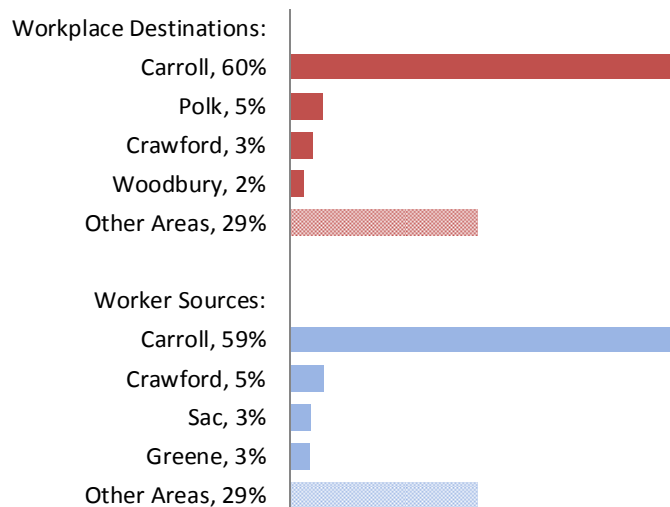 Workplace Destinations:
Carroll, 60%
Polk, 5%
Crawford, 3%
Woodbury, 2%
Other Areas, 29%
Worker Sources:
Carroll, 59%
Crawford, 5%
Sac, 3%
Greene, 3%
Other Areas, 29%